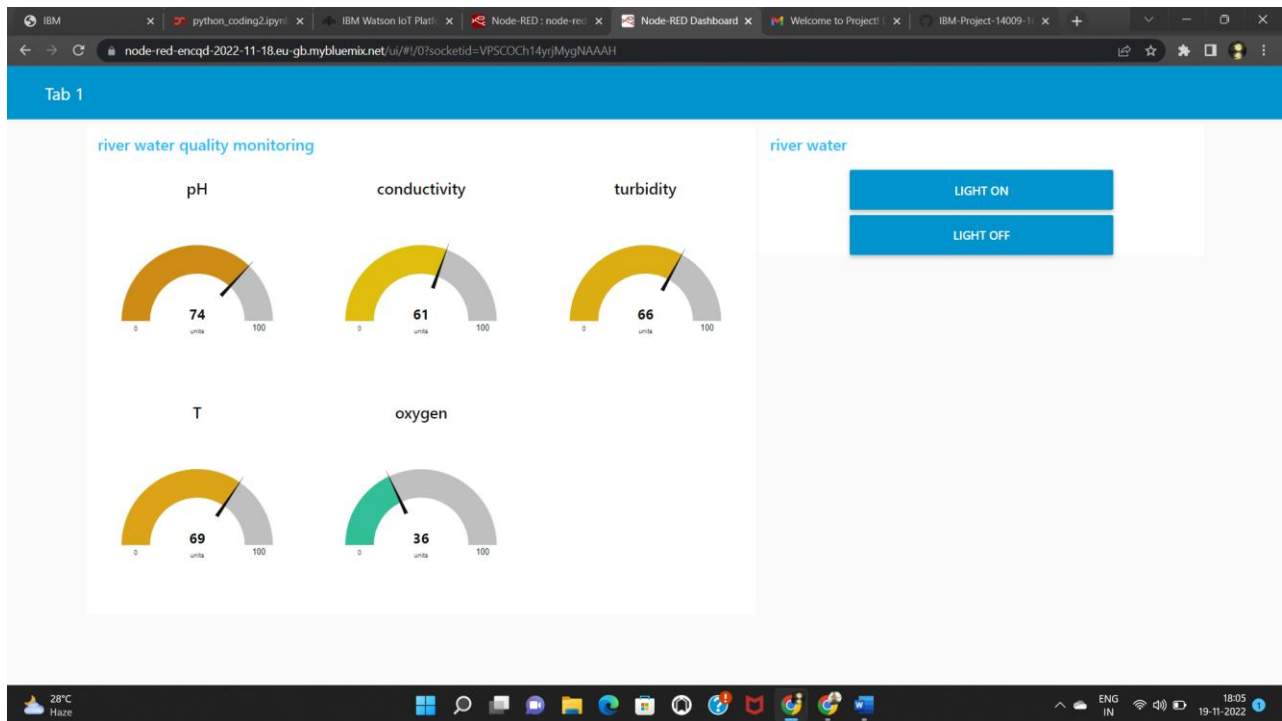 IBM
python_coding2.ipyn
IBM Watson IoT Platf
Node-RED : node-red
Node-RED Dashboard
Welcome to Project!
IBM-Project-14009-1
node-red-encqd-2022-11-18.eu-gb.mybluemix.net/ui/#!/0?socketid=VPSCOCh14yrjMygNAAAH
Tab 1
river water quality monitoring
river water
pH
conductivity
turbidity
LIGHT ON
LIGHT OFF
74
units
0
100
61
units
0
100
66
units
0
100
T
oxygen
69
units
0
100
36
units
0
100
28°C
Haze
ENG
IN
18:05
19-11-2022
1